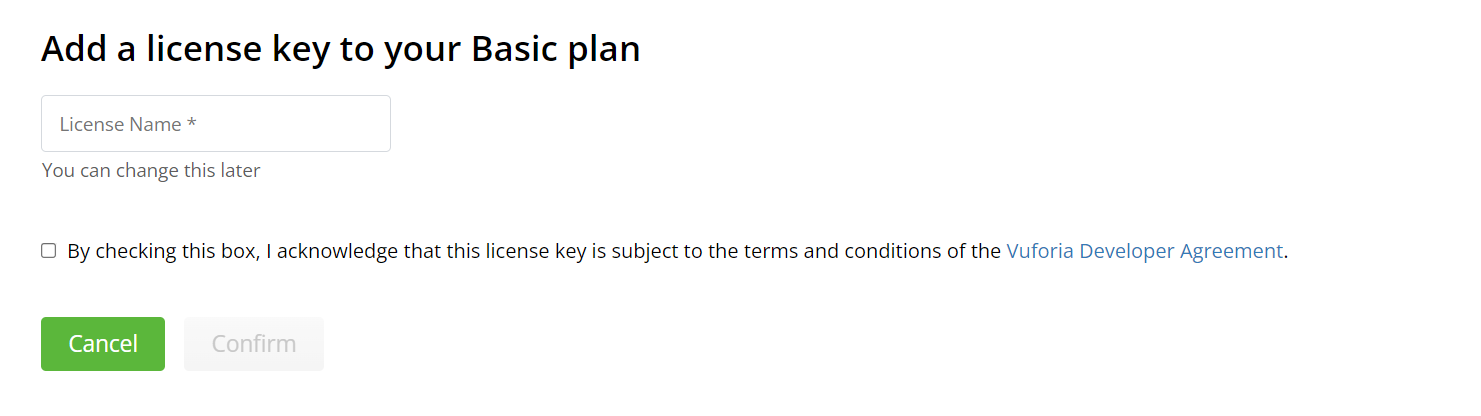 Add a license key to your Basic plan
License Name *
You can change this later
By checking this box, I acknowledge that this license key is subject to the terms and conditions of the Vuforia Developer Agreement.
Cancel Confirm